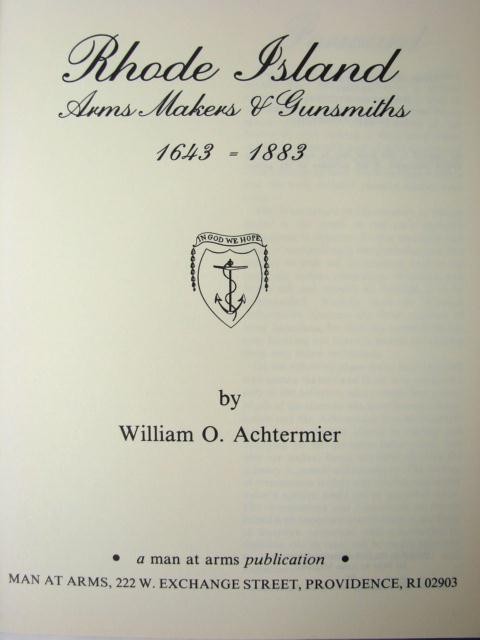 Rhode Island
Arms Makers & Gunsmiths
1643 - 1883
IN GOD WE HOPE
by
William O. Achtermier
• a man at arms publication •
MAN AT ARMS, 222 W. EXCHANGE STREET, PROVIDENCE, RI 02903